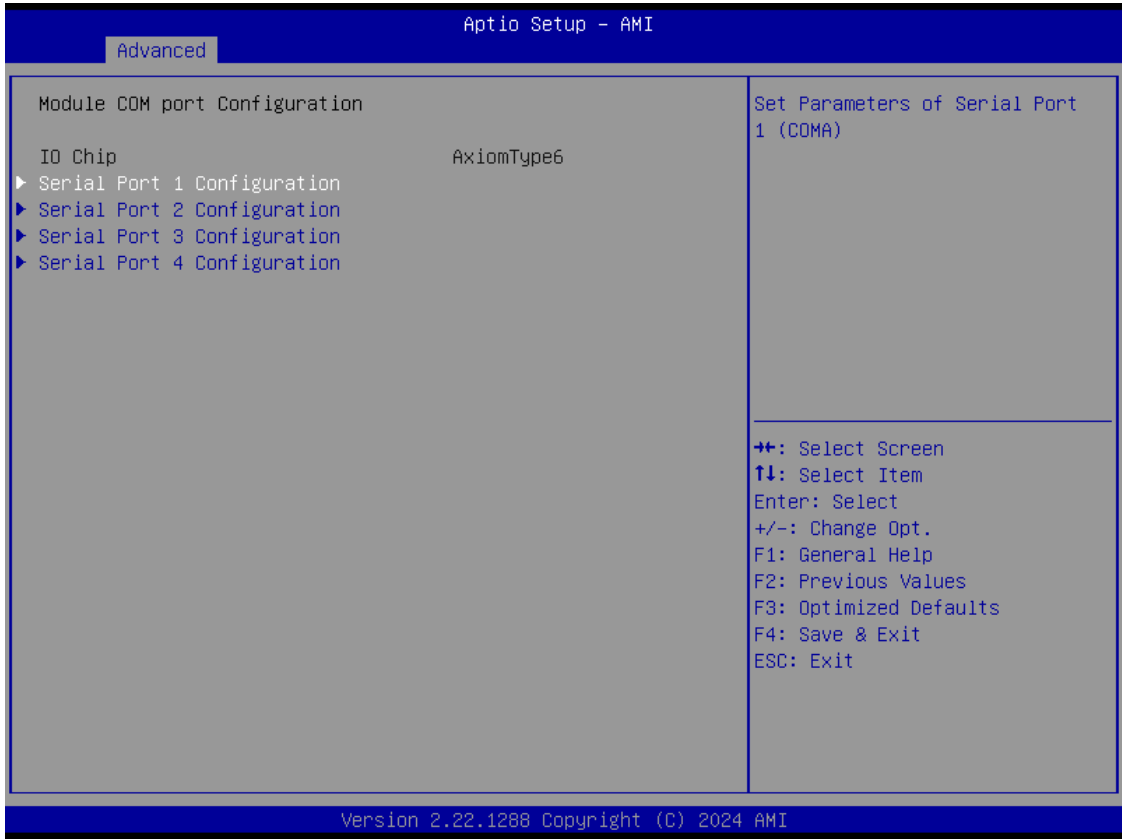 Aptio Setup – AMI
Advanced
Module COM port Configuration
IO Chip AxiomType6
▶ Serial Port 1 Configuration
▶ Serial Port 2 Configuration
▶ Serial Port 3 Configuration
▶ Serial Port 4 Configuration
Set Parameters of Serial Port
1 (COMA)
→←: Select Screen
↑↓: Select Item
Enter: Select
+/-: Change Opt.
F1: General Help
F2: Previous Values
F3: Optimized Defaults
F4: Save & Exit
ESC: Exit
Version 2.22.1288 Copyright (C) 2024 AMI